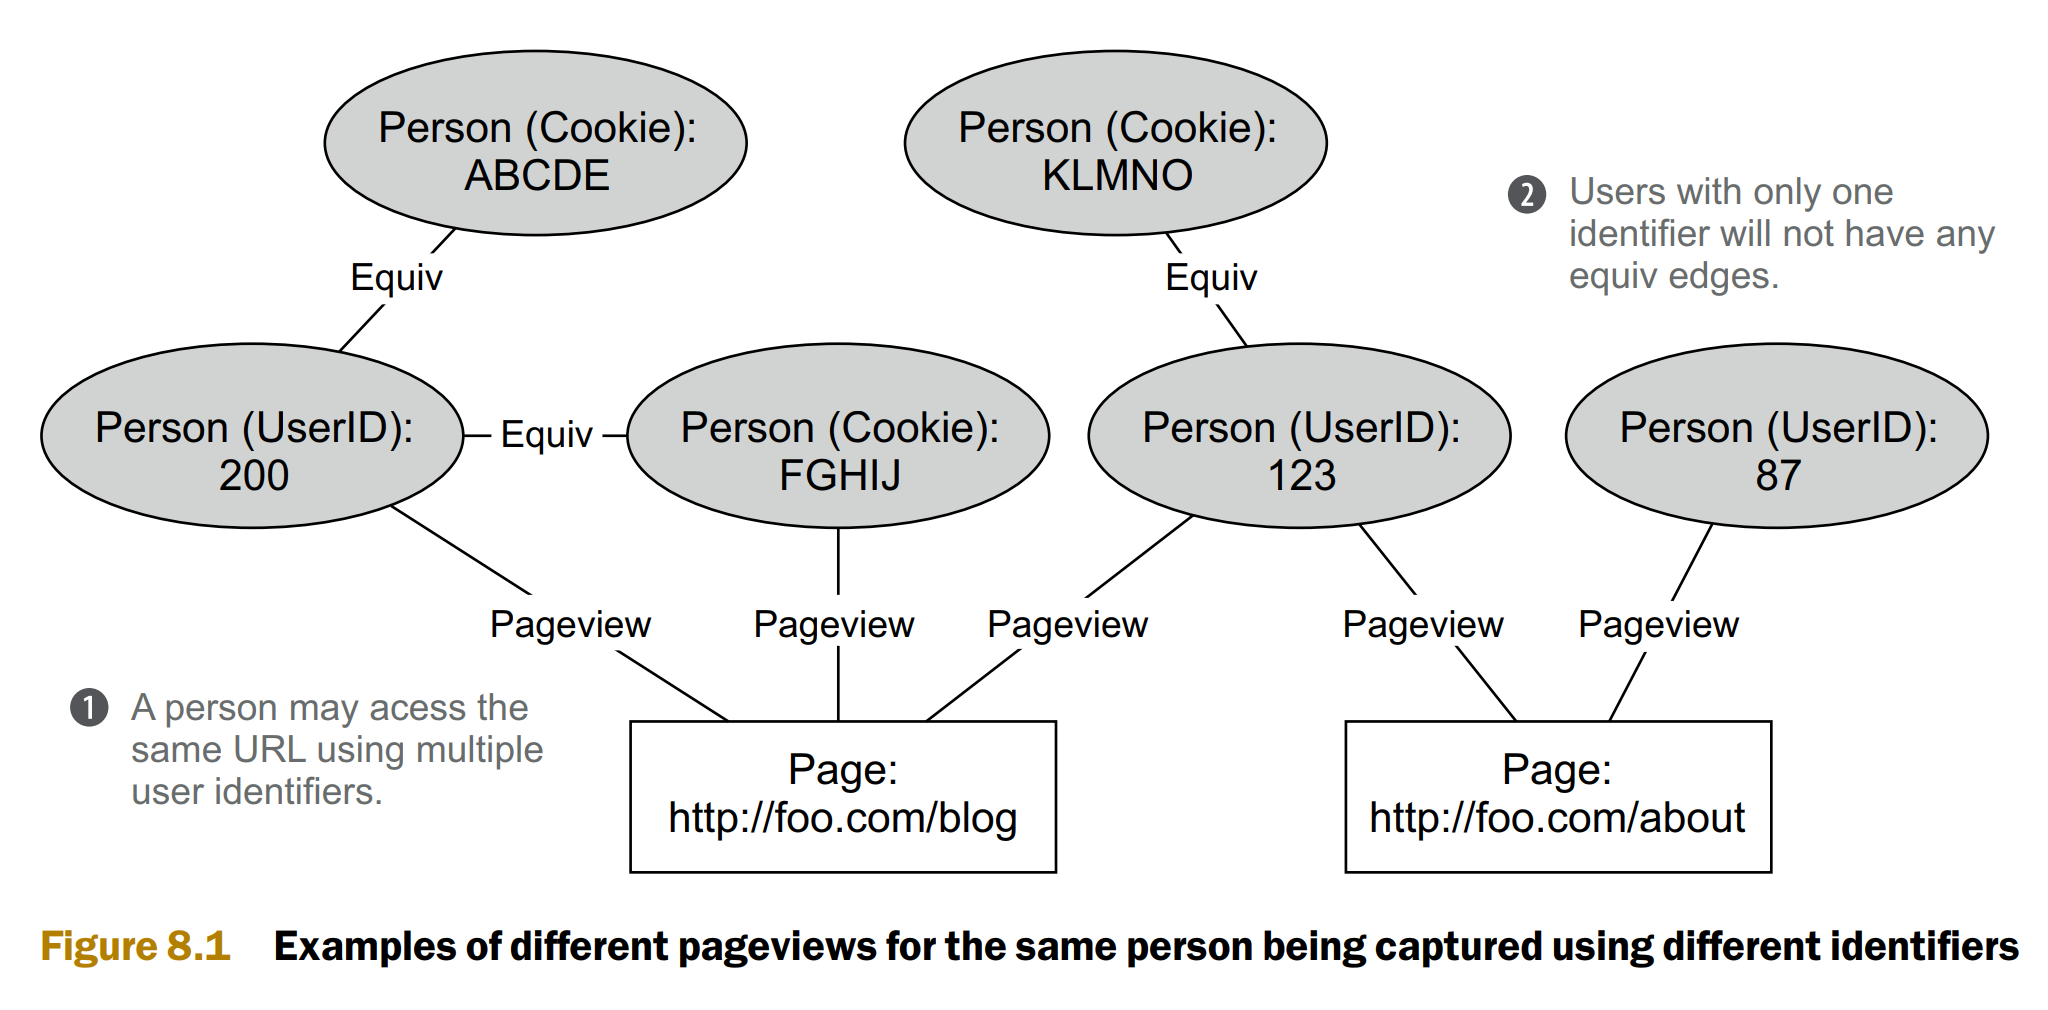 Person (Cookie):
ABCDE
Person (Cookie):
KLMNO
2 Users with only one
identifier will not have any
equiv edges.
Equiv
Equiv
Person (UserID):
200
Equiv
Person (Cookie):
FGHIJ
Person (UserID):
123
Person (UserID):
87
Pageview
Pageview
Pageview
Pageview
Pageview
1 A person may acess the
same URL using multiple
user identifiers.
Page:
http://foo.com/blog
Page:
http://foo.com/about
Figure 8.1 Examples of different pageviews for the same person being captured using different identifiers